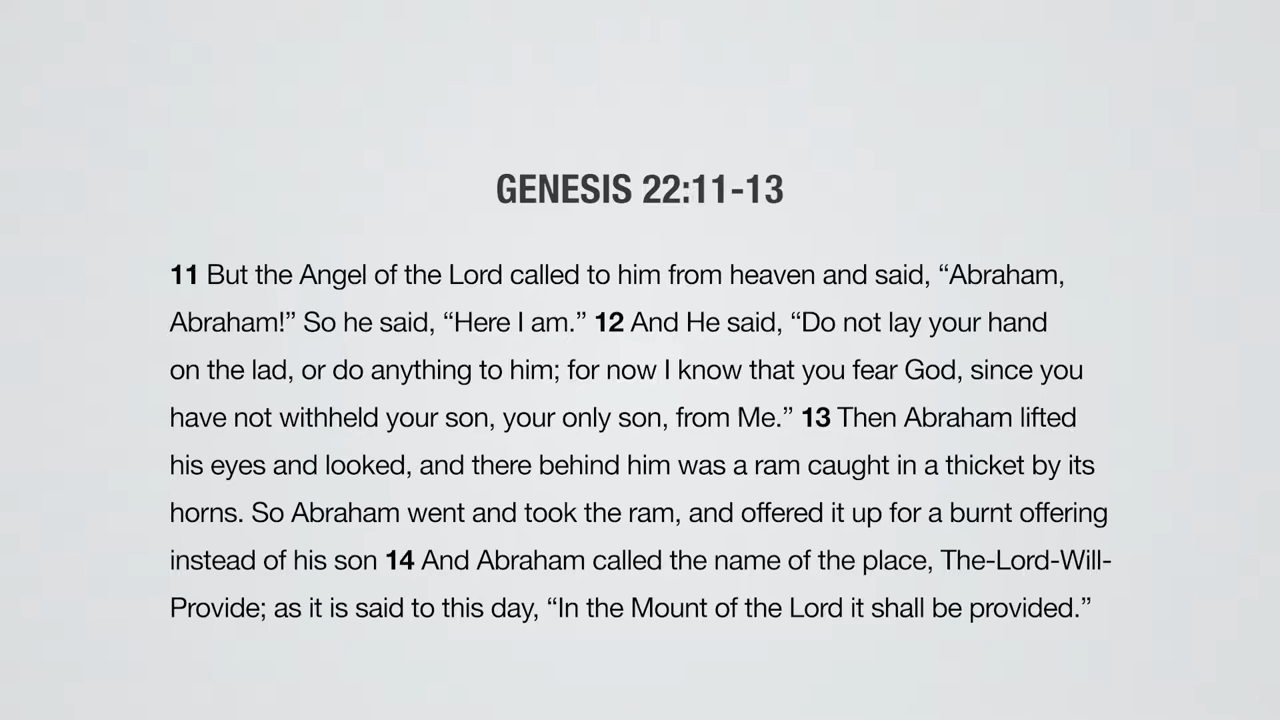 GENESIS 22:11-13
11 But the Angel of the Lord called to him from heaven and said, “Abraham,
Abraham!” So he said, “Here I am.” 12 And He said, “Do not lay your hand
on the lad, or do anything to him; for now I know that you fear God, since you
have not withheld your son, your only son, from Me.” 13 Then Abraham lifted
his eyes and looked, and there behind him was a ram caught in a thicket by its
horns. So Abraham went and took the ram, and offered it up for a burnt offering
instead of his son 14 And Abraham called the name of the place, The-Lord-Will-
Provide; as it is said to this day, “In the Mount of the Lord it shall be provided.”